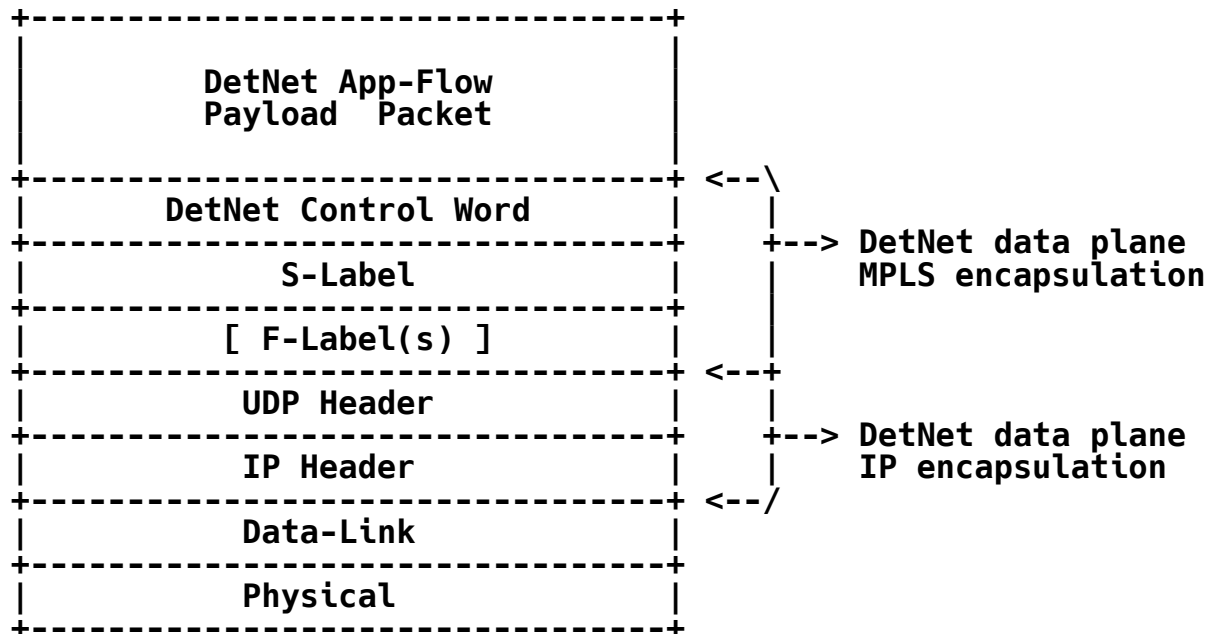 +---------------------------------+
|                                 |
|         DetNet App-Flow         |
|         Payload  Packet         |
|                                 |
+---------------------------------+ <--\
|       DetNet Control Word       |    |
+---------------------------------+    +--> DetNet data plane
|             S-Label             |    |    MPLS encapsulation
+---------------------------------+    |
|          [ F-Label(s) ]         |    |
+---------------------------------+ <--+
|           UDP Header            |    |
+---------------------------------+    +--> DetNet data plane
|           IP Header             |    |    IP encapsulation
+---------------------------------+ <--/
|           Data-Link             |
+---------------------------------+
|           Physical              |
+---------------------------------+